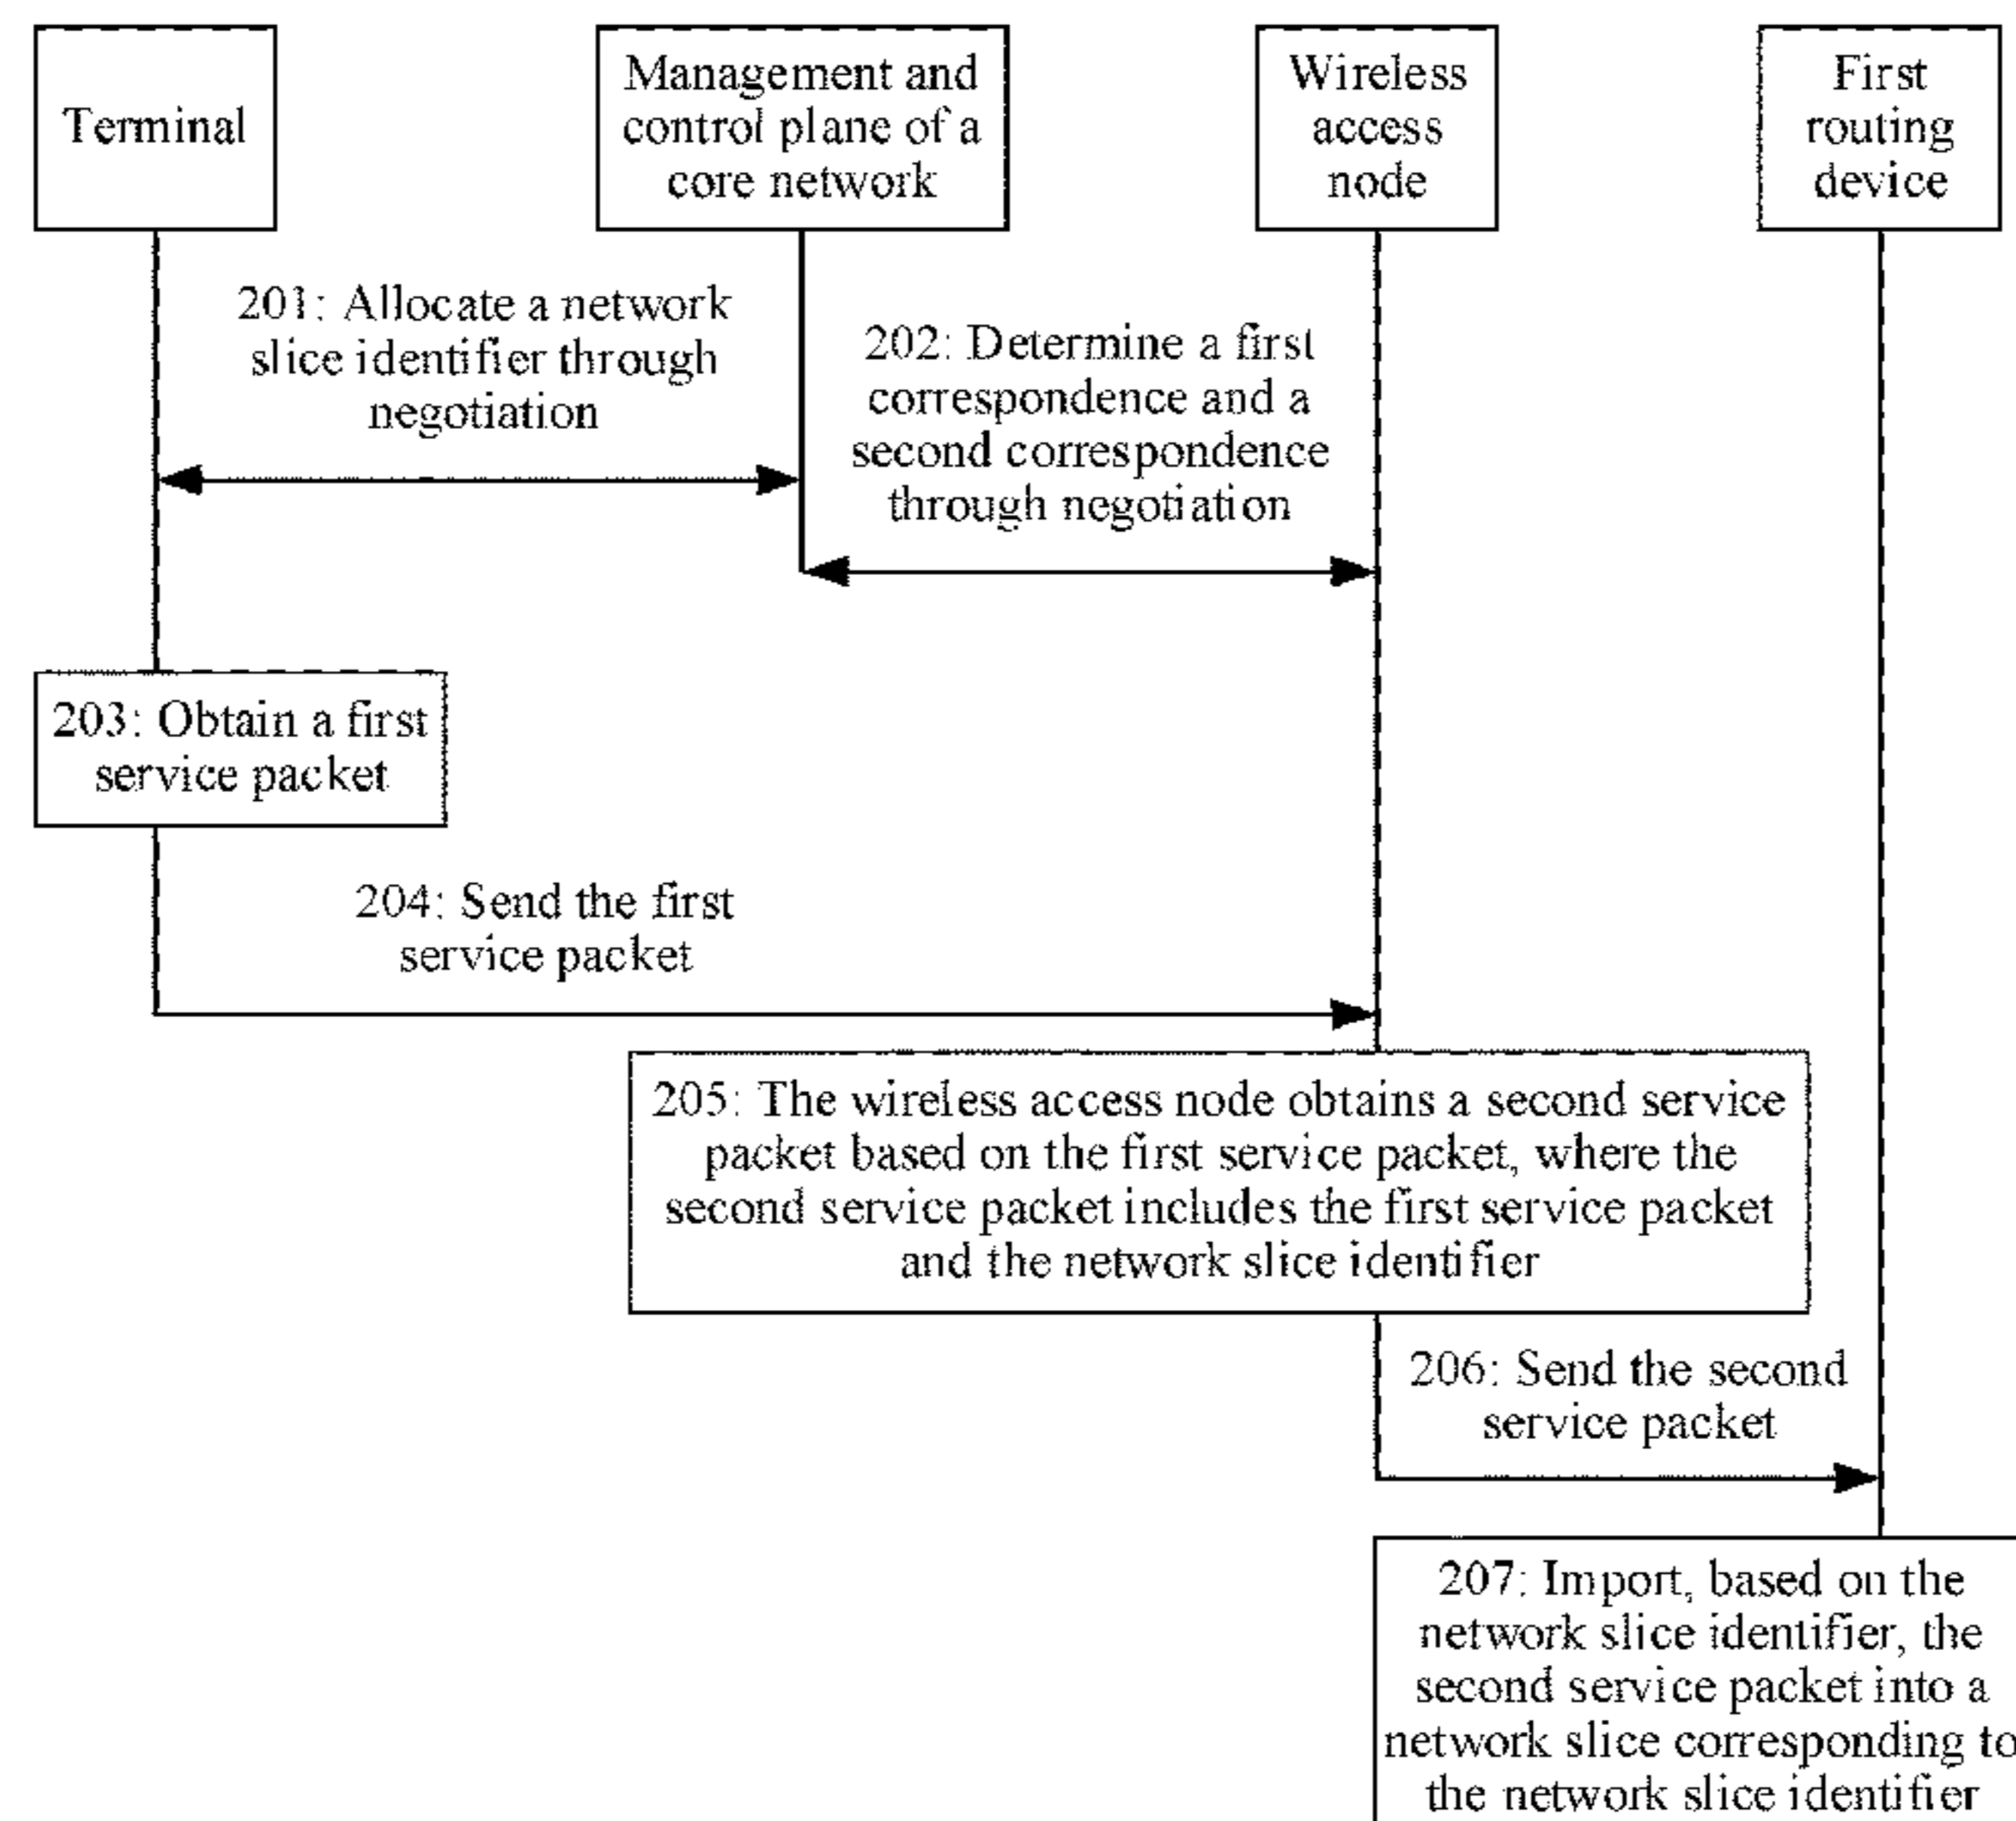 Terminal
Management and
control plane of a
core network
Wireless
access
node
First
routing
device
201: Allocate a network
slice identifier through
negotiation
202: Determine a first
correspondence and a
second correspondence
through negotiation
203: Obtain a first
service packet
204: Send the first
service packet
205: The wireless access node obtains a second service
packet based on the first service packet, where the
second service packet includes the first service packet
and the network slice identifier
206: Send the second
service packet
207: Import, based on the
network slice identifier, the
second service packet into a
network slice corresponding to
the network slice identifier